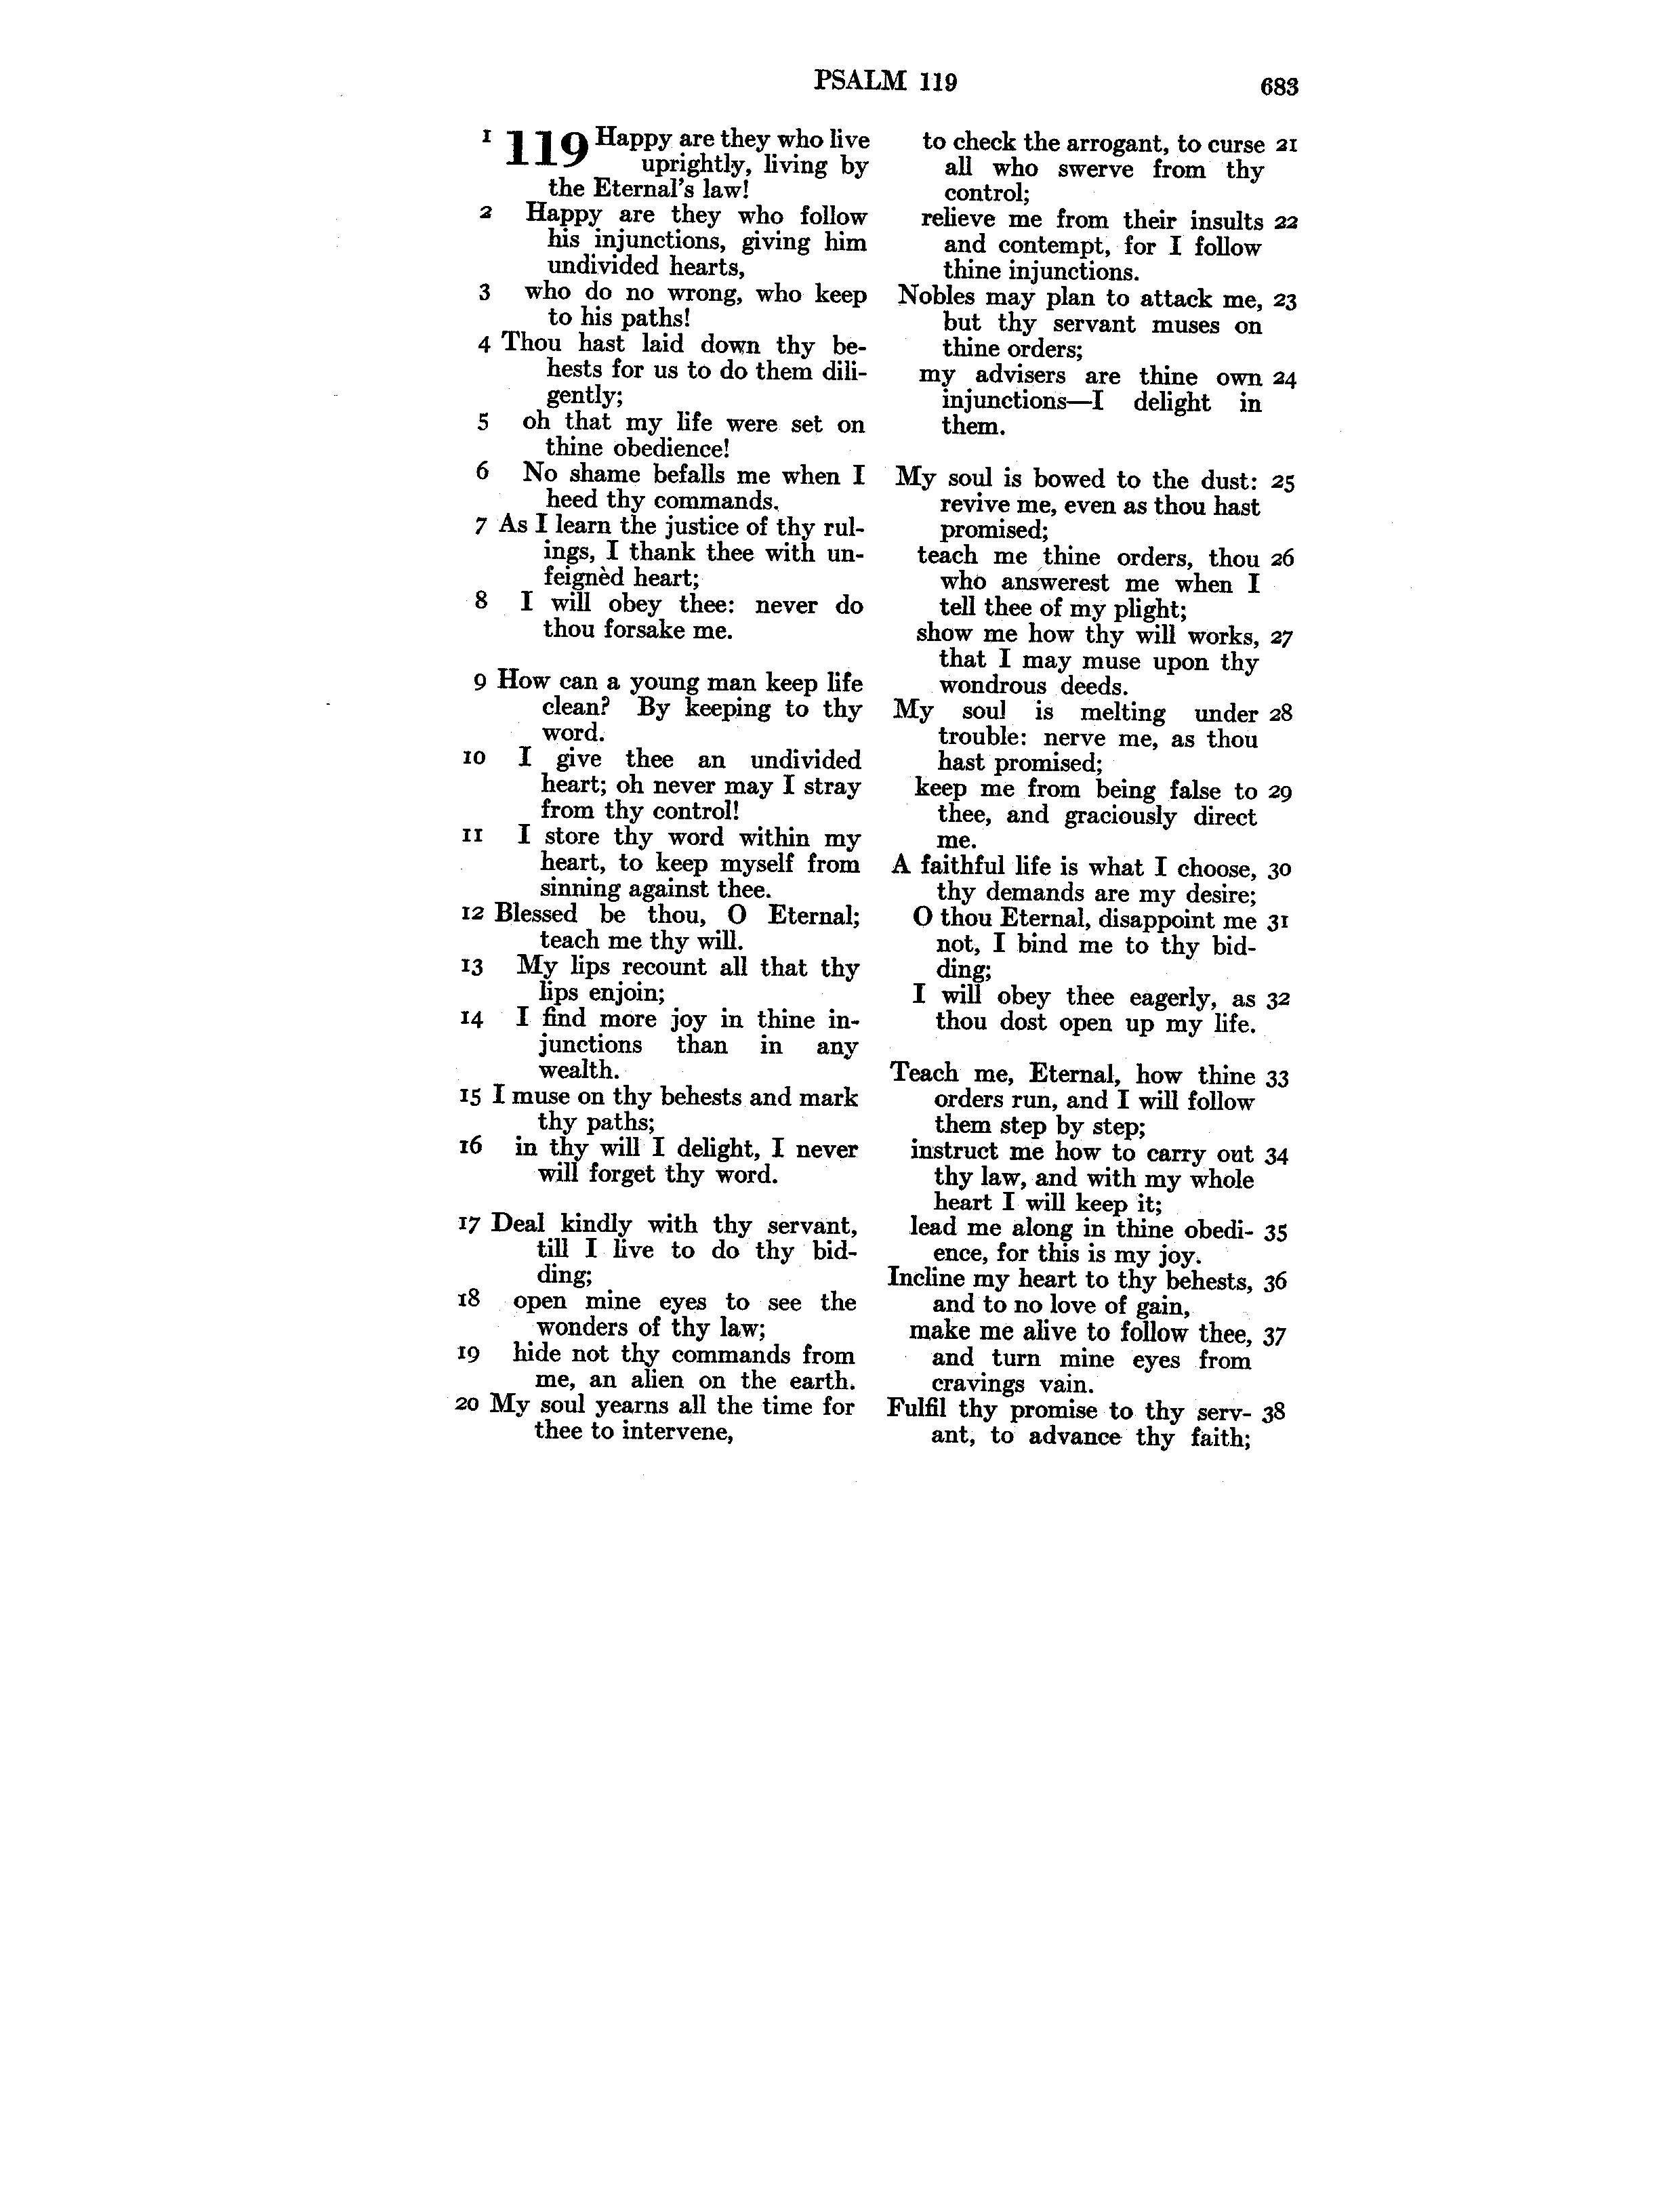 PSALM 119 683
1 119 Happy are they who live
uprightly, living by
the Eternal's law!
2 Happy are they who follow
his injunctions, giving him
undivided hearts,
3 who do no wrong, who keep
to his paths!
4 Thou hast laid down thy be-
hests for us to do them dili-
gently;
5 oh that my life were set on
thine obedience!
6 No shame befalls me when I
heed thy commands.
7 As I learn the justice of thy rul-
ings, I thank thee with un-
feignèd heart;
8 I will obey thee: never do
thou forsake me.
9 How can a young man keep life
clean? By keeping to thy
word.
10 I give thee an undivided
heart; oh never may I stray
from thy control!
11 I store thy word within my
heart, to keep myself from
sinning against thee.
12 Blessed be thou, O Eternal;
teach me thy will.
13 My lips recount all that thy
lips enjoin;
14 I find more joy in thine in-
junctions than in any
wealth.
15 I muse on thy behests and mark
thy paths;
16 in thy will I delight, I never
will forget thy word.
17 Deal kindly with thy servant,
till I live to do thy bid-
ding;
18 open mine eyes to see the
wonders of thy law;
19 hide not thy commands from
me, an alien on the earth.
20 My soul yearns all the time for
thee to intervene,
to check the arrogant, to curse 21
all who swerve from thy
control;
relieve me from their insults 22
and contempt, for I follow
thine injunctions.
Nobles may plan to attack me, 23
but thy servant muses on
thine orders;
my advisers are thine own 24
injunctions—I delight in
them.
My soul is bowed to the dust: 25
revive me, even as thou hast
promised;
teach me thine orders, thou 26
who answerest me when I
tell thee of my plight;
show me how thy will works, 27
that I may muse upon thy
wondrous deeds.
My soul is melting under 28
trouble: nerve me, as thou
hast promised;
keep me from being false to 29
thee, and graciously direct
me.
A faithful life is what I choose, 30
thy demands are my desire;
O thou Eternal, disappoint me 31
not, I bind me to thy bid-
ding;
I will obey thee eagerly, as 32
thou dost open up my life.
Teach me, Eternal, how thine 33
orders run, and I will follow
them step by step;
instruct me how to carry out 34
thy law, and with my whole
heart I will keep it;
lead me along in thine obedi- 35
ence, for this is my joy.
Incline my heart to thy behests, 36
and to no love of gain,
make me alive to follow thee, 37
and turn mine eyes from
cravings vain.
Fulfil thy promise to thy serv- 38
ant, to advance thy faith;